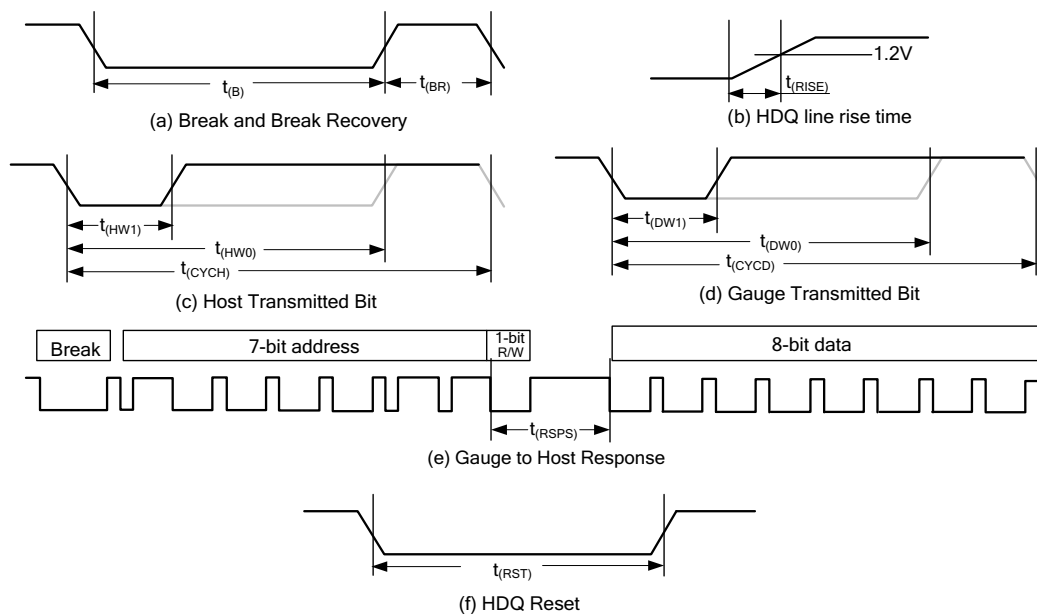 t(B)
t(BR)
(a) Break and Break Recovery
1.2V
t(RISE)
(b) HDQ line rise time
t(HW1)
t(HW0)
t(CYCH)
(c) Host Transmitted Bit
t(DW1)
t(DW0)
t(CYCD)
(d) Gauge Transmitted Bit
Break
7-bit address
1-bit
R/W
8-bit data
t(RSPS)
(e) Gauge to Host Response
t(RST)
(f) HDQ Reset